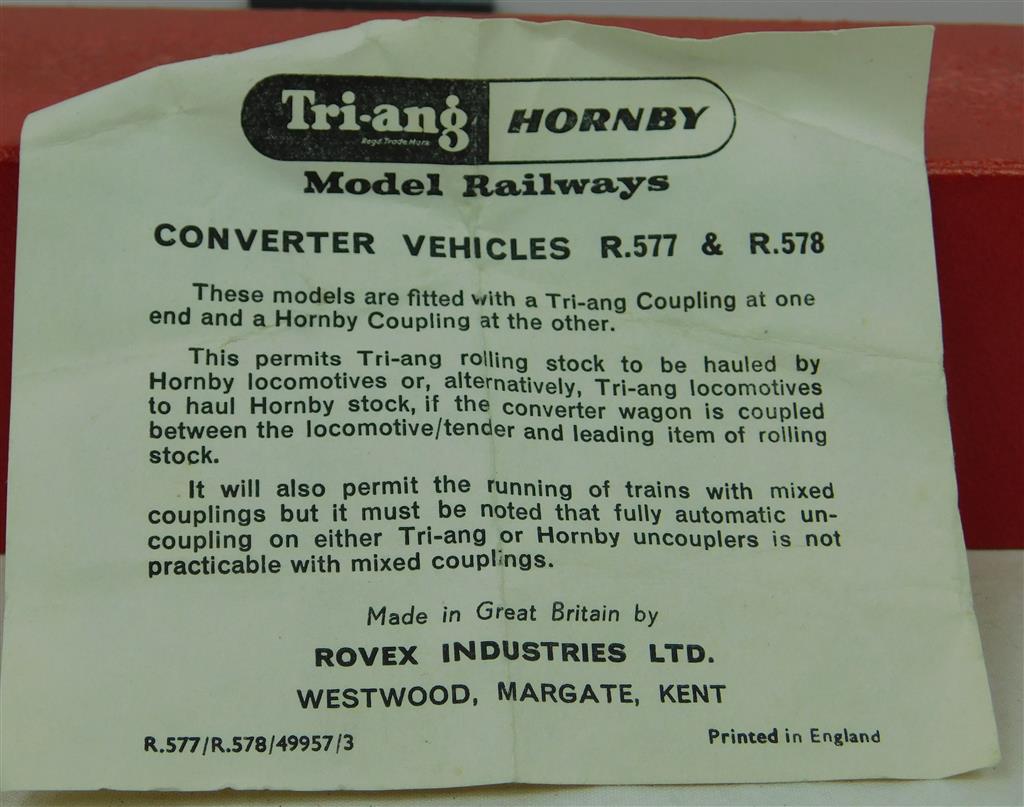 Tri-ang HORNBY
Regd. Trade Mark
Model Railways
CONVERTER VEHICLES R.577 & R.578
These models are fitted with a Tri-ang Coupling at one
end and a Hornby Coupling at the other.
This permits Tri-ang rolling stock to be hauled by
Hornby locomotives or, alternatively, Tri-ang locomotives
to haul Hornby stock, if the converter wagon is coupled
between the locomotive/tender and leading item of rolling
stock.
It will also permit the running of trains with mixed
couplings but it must be noted that fully automatic un-
coupling on either Tri-ang or Hornby uncouplers is not
practicable with mixed couplings.
Made in Great Britain by
ROVEX INDUSTRIES LTD.
WESTWOOD, MARGATE, KENT
R.577/R.578/49957/3 Printed in England